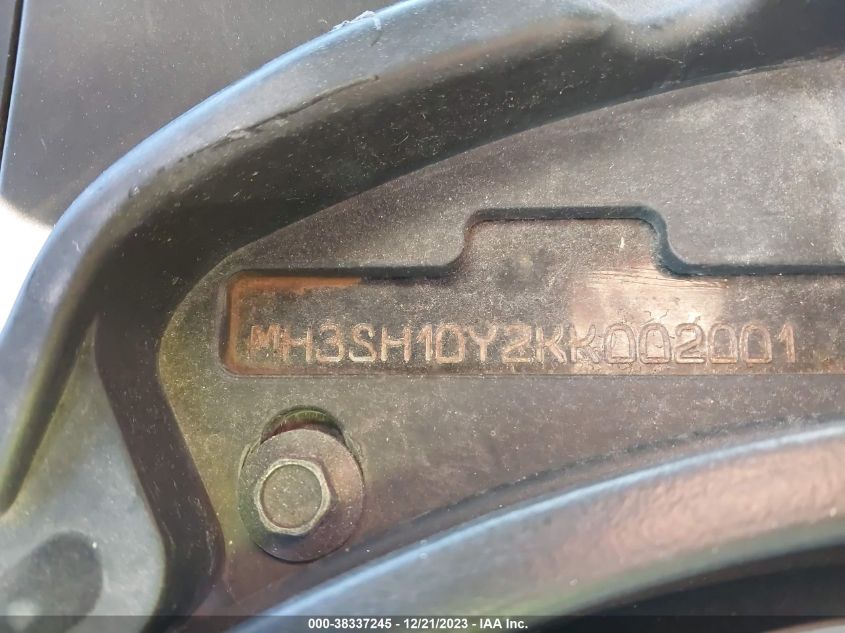 MH3SH10Y2KK002001
000-38337245 - 12/21/2023 - IAA, Inc.